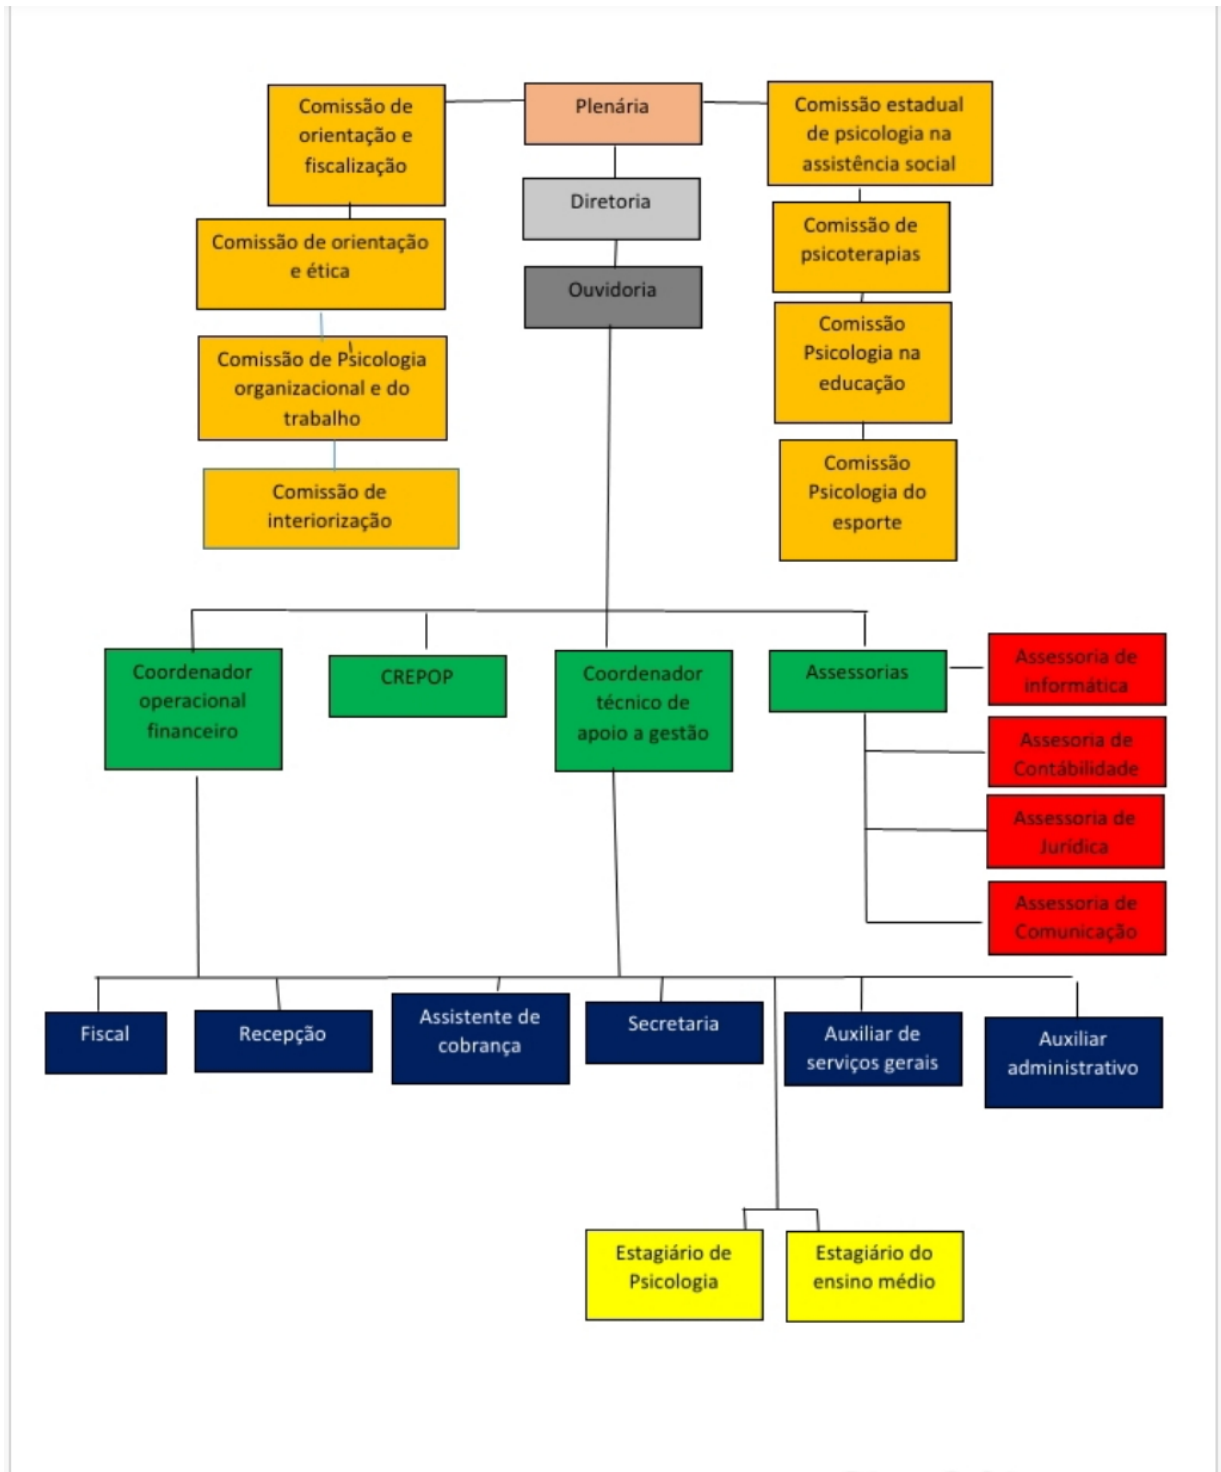 Comissão de
orientação e
fiscalização
Plenária
Comissão estadual
de psicologia na
assistência social
Diretoria
Comissão de orientação
e ética
Comissão de
psicoterapias
Ouvidoria
Comissão de Psicologia
organizacional e do
trabalho
Comissão
Psicologia na
educação
Comissão de
interiorização
Comissão
Psicologia do
esporte
Coordenador
operacional
financeiro
CREPOP
Coordenador
técnico de
apoio a gestão
Assessorias
Assessoria de
informática
Assesoria de
Contábilidade
Assessoria de
Jurídica
Assessoria de
Comunicação
Fiscal
Recepção
Assistente de
cobrança
Secretaria
Auxiliar de
serviços gerais
Auxiliar
administrativo
Estagiário de
Psicologia
Estagiário do
ensino médio